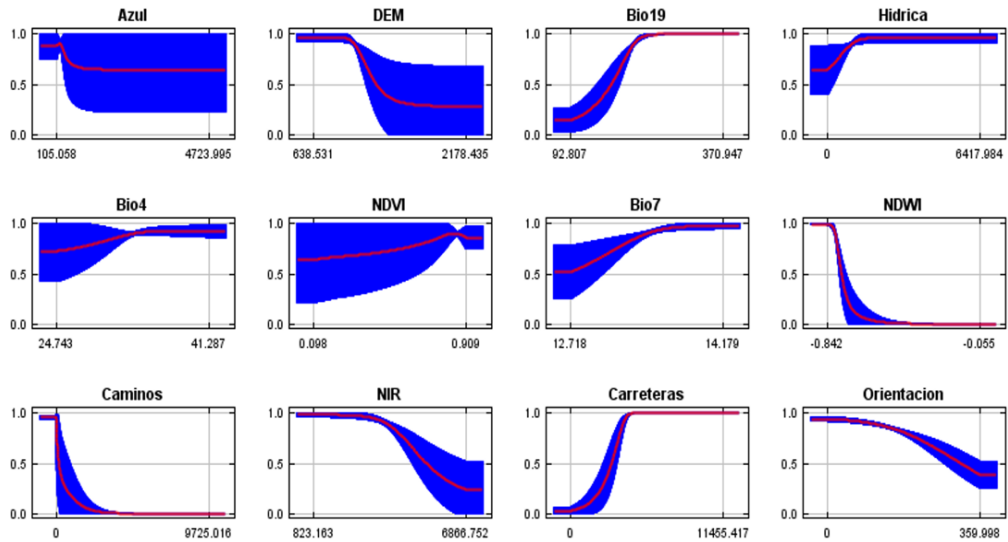 Azul DEM Bio19 Hidrica
1.0 1.0 1.0 1.0
0.5 0.5 0.5 0.5
0.0 0.0 0.0 0.0
105.058 4723.995 638.531 2178.435 92.807 370.947 0 6417.984
Bio4 NDVI Bio7 NDWI
1.0 1.0 1.0 1.0
0.5 0.5 0.5 0.5
0.0 0.0 0.0 0.0
24.743 41.287 0.098 0.909 12.718 14.179 -0.842 -0.055
Caminos NIR Carreteras Orientacion
1.0 1.0 1.0 1.0
0.5 0.5 0.5 0.5
0.0 0.0 0.0 0.0
0 9725.016 823.163 6866.752 0 11455.417 0 359.998